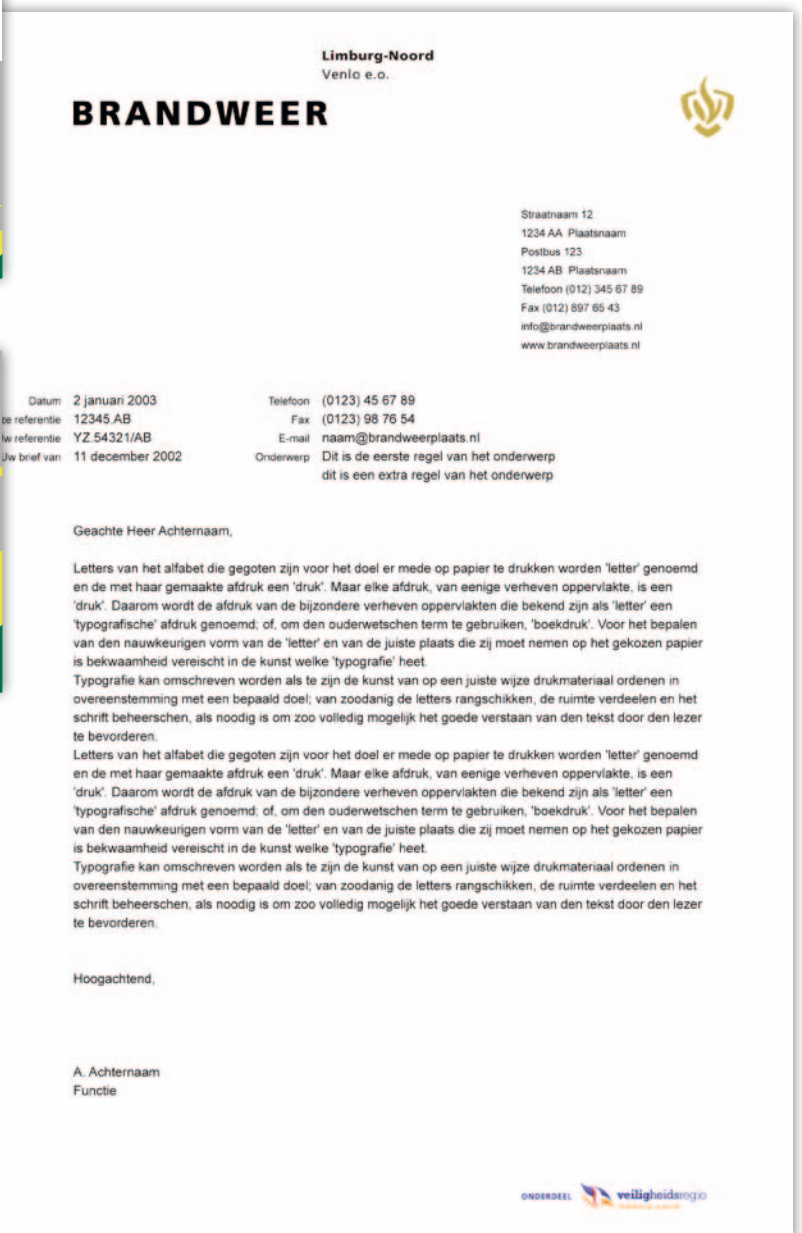 Limburg-Noord
Venlo e.o.
BRANDWEER
Straatnaam 12
1234 AA Plaatsnaam
Postbus 123
1234 AB Plaatsnaam
Telefoon (012) 345 67 89
Fax (012) 897 65 43
info@brandweerplaats.nl
www.brandweerplaats.nl
Datum 2 januari 2003
ze referentie 12345.AB
Uw referentie YZ.54321/AB
Uw brief van 11 december 2002
Telefoon (0123) 45 67 89
Fax (0123) 98 76 54
E-mail naam@brandweerplaats.nl
Onderwerp Dit is de eerste regel van het onderwerp
dit is een extra regel van het onderwerp
Geachte Heer Achternaam,
Letters van het alfabet die gegoten zijn voor het doel er mede op papier te drukken worden 'letter' genoemd
en de met haar gemaakte afdruk een 'druk'. Maar elke afdruk, van eenige verheven oppervlakte, is een
'druk'. Daarom wordt de afdruk van de bijzondere verheven oppervlakten die bekend zijn als 'letter' een
'typografische' afdruk genoemd; of, om den ouderwetschen term te gebruiken, 'boekdruk'. Voor het bepalen
van den nauwkeurigen vorm van de 'letter' en van de juiste plaats die zij moet nemen op het gekozen papier
is bekwaamheid vereischt in de kunst welke 'typografie' heet.
Typografie kan omschreven worden als te zijn de kunst van op een juiste wijze drukmateriaal ordenen in
overeenstemming met een bepaald doel; van zoodanig de letters rangschikken, de ruimte verdeelen en het
schrift beheerschen, als noodig is om zoo volledig mogelijk het goede verstaan van den tekst door den lezer
te bevorderen.
Letters van het alfabet die gegoten zijn voor het doel er mede op papier te drukken worden 'letter' genoemd
en de met haar gemaakte afdruk een 'druk'. Maar elke afdruk, van eenige verheven oppervlakte, is een
'druk'. Daarom wordt de afdruk van de bijzondere verheven oppervlakten die bekend zijn als 'letter' een
'typografische' afdruk genoemd; of, om den ouderwetschen term te gebruiken, 'boekdruk'. Voor het bepalen
van den nauwkeurigen vorm van de 'letter' en van de juiste plaats die zij moet nemen op het gekozen papier
is bekwaamheid vereischt in de kunst welke 'typografie' heet.
Typografie kan omschreven worden als te zijn de kunst van op een juiste wijze drukmateriaal ordenen in
overeenstemming met een bepaald doel; van zoodanig de letters rangschikken, de ruimte verdeelen en het
schrift beheerschen, als noodig is om zoo volledig mogelijk het goede verstaan van den tekst door den lezer
te bevorderen.
Hoogachtend,
A. Achternaam
Functie
ONDERDEEL veiligheidsregio